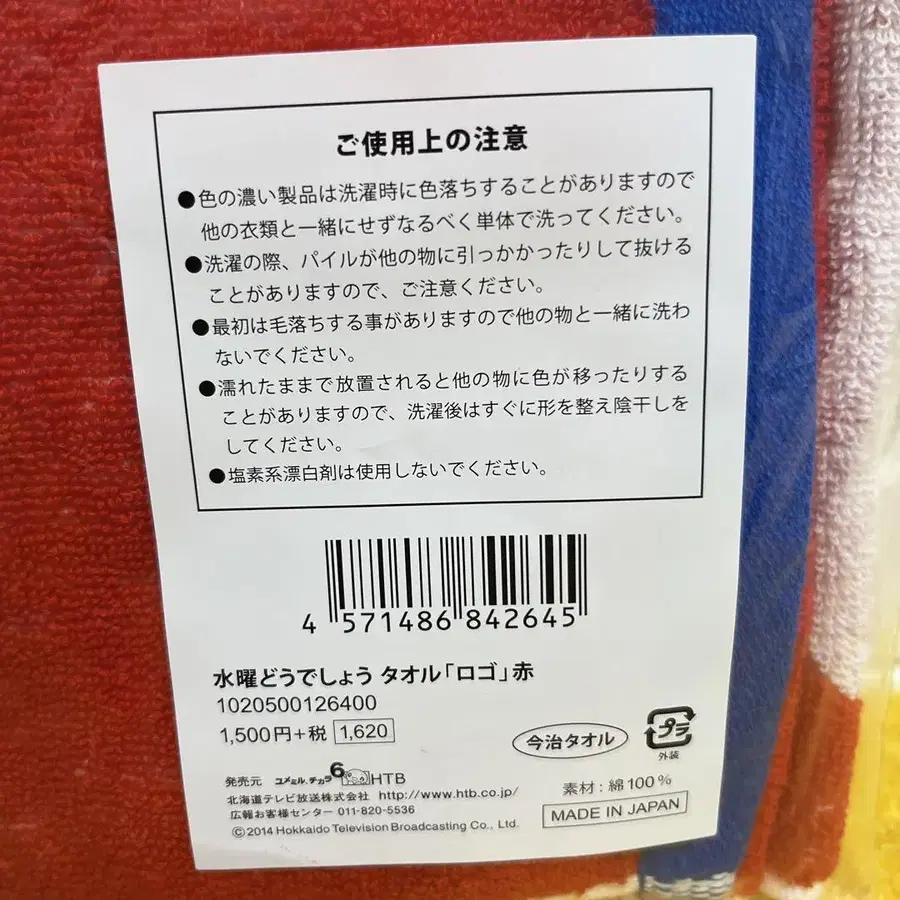 ご使用上の注意
●色の濃い製品は洗濯時に色落ちすることがありますので
他の衣類と一緒にせずなるべく単体で洗ってください。
●洗濯の際、パイルが他の物に引っかかったりして抜ける
ことがありますので、ご注意ください。
●最初は毛落ちする事がありますので他の物と一緒に洗わ
ないでください。
●濡れたままで放置されると他の物に色が移ったりする
ことがありますので、洗濯後はすぐに形を整え陰干しを
してください。
●塩素系漂白剤は使用しないでください。
4 571486 842645
水曜どうでしょう タオル「ロゴ」赤
1020500126400
1,500円+税 1,620
今治タオル
プラ
外装
発売元 ユメミル、チカラ 6 HTB
北海道テレビ放送株式会社 http://www.htb.co.jp/
広報お客様センター 011-820-5536
©2014 Hokkaido Television Broadcasting Co., Ltd.
素材:綿100%
MADE IN JAPAN